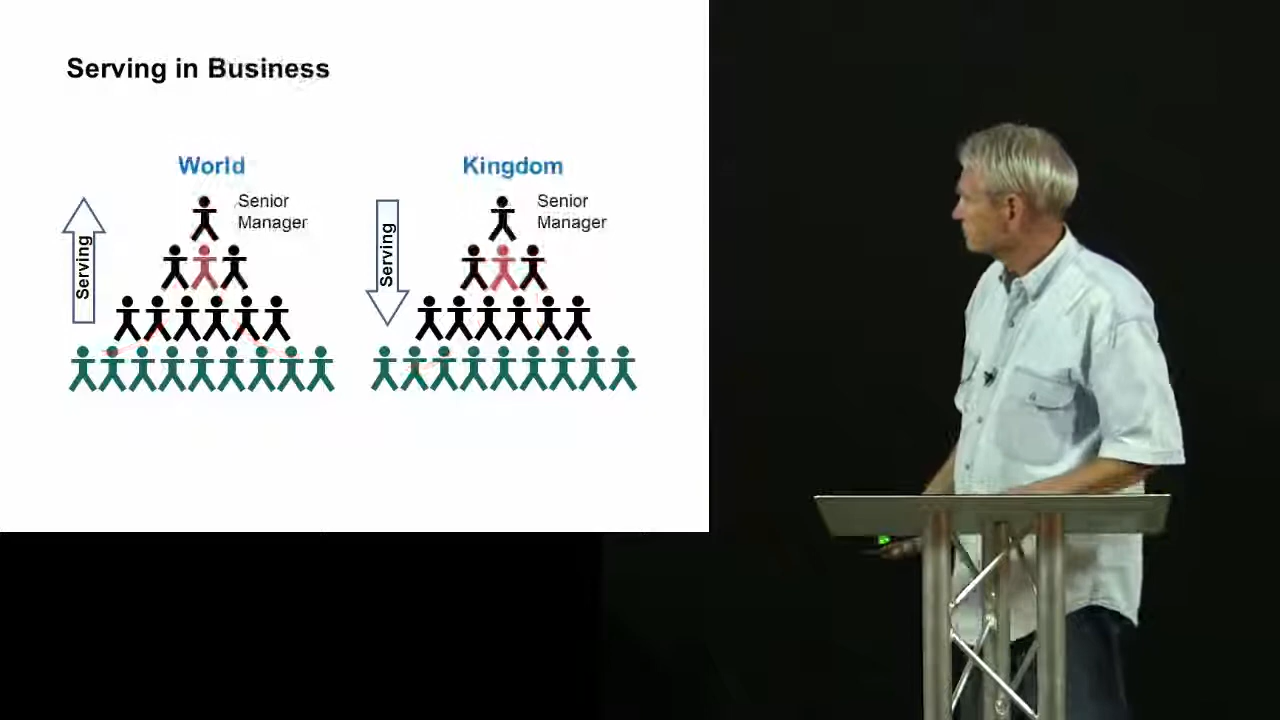 Serving in Business
World
Kingdom
Senior
Manager
Senior
Manager
Serving
Serving